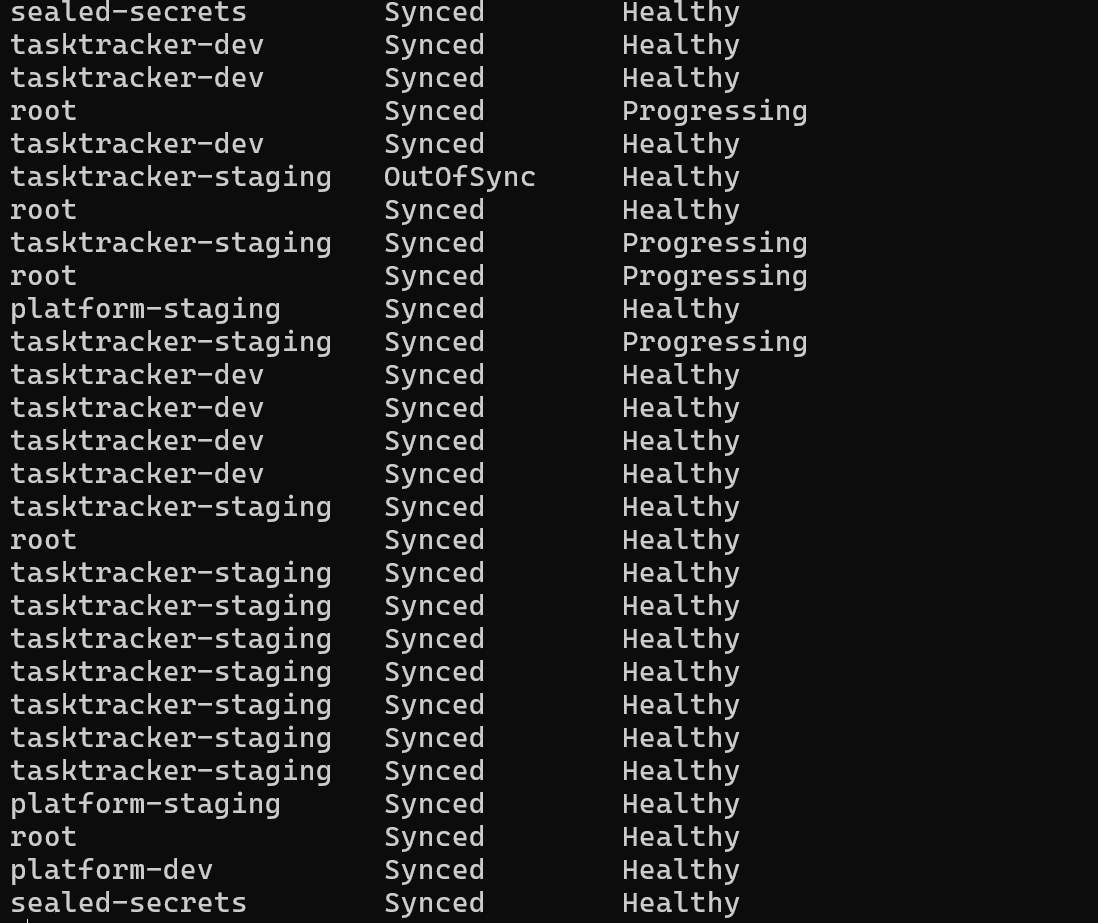 sealed-secrets Synced Healthy
tasktracker-dev Synced Healthy
tasktracker-dev Synced Healthy
root Synced Progressing
tasktracker-dev Synced Healthy
tasktracker-staging OutOfSync Healthy
root Synced Healthy
tasktracker-staging Synced Progressing
root Synced Progressing
platform-staging Synced Healthy
tasktracker-staging Synced Progressing
tasktracker-dev Synced Healthy
tasktracker-dev Synced Healthy
tasktracker-dev Synced Healthy
tasktracker-dev Synced Healthy
tasktracker-staging Synced Healthy
root Synced Healthy
tasktracker-staging Synced Healthy
tasktracker-staging Synced Healthy
tasktracker-staging Synced Healthy
tasktracker-staging Synced Healthy
tasktracker-staging Synced Healthy
tasktracker-staging Synced Healthy
tasktracker-staging Synced Healthy
platform-staging Synced Healthy
root Synced Healthy
platform-dev Synced Healthy
sealed-secrets Synced Healthy